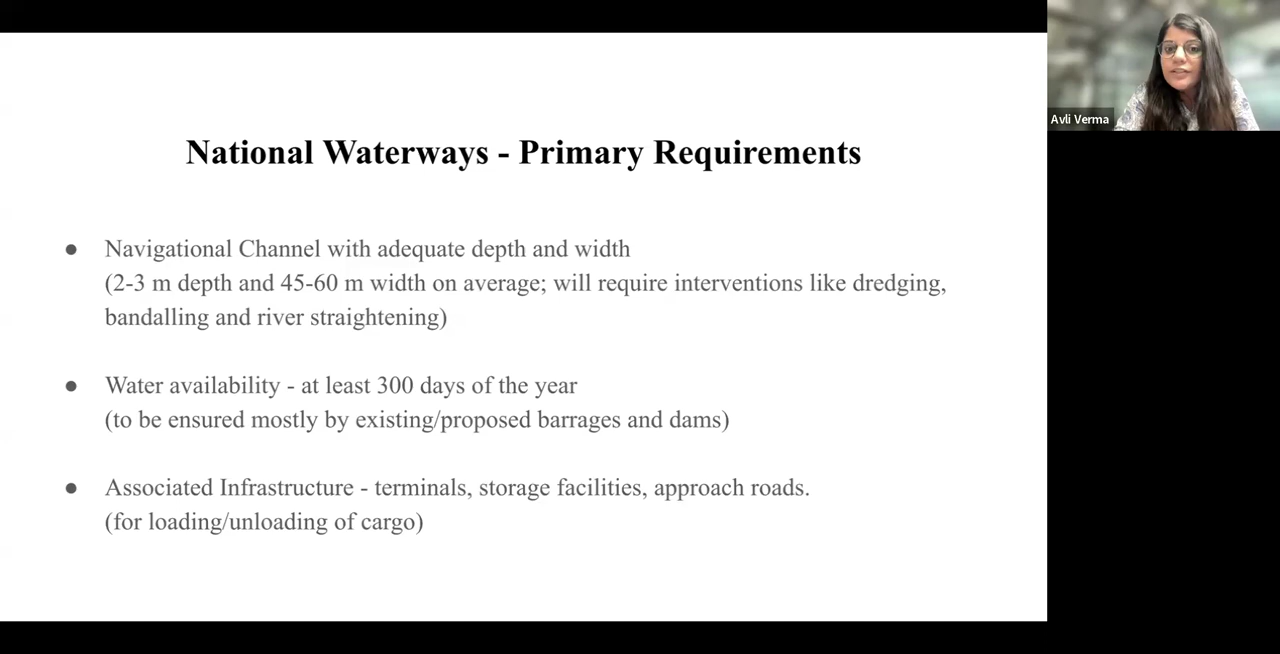 National Waterways - Primary Requirements
● Navigational Channel with adequate depth and width
(2-3 m depth and 45-60 m width on average; will require interventions like dredging,
bandalling and river straightening)
● Water availability - at least 300 days of the year
(to be ensured mostly by existing/proposed barrages and dams)
● Associated Infrastructure - terminals, storage facilities, approach roads.
(for loading/unloading of cargo)
Avli Verma